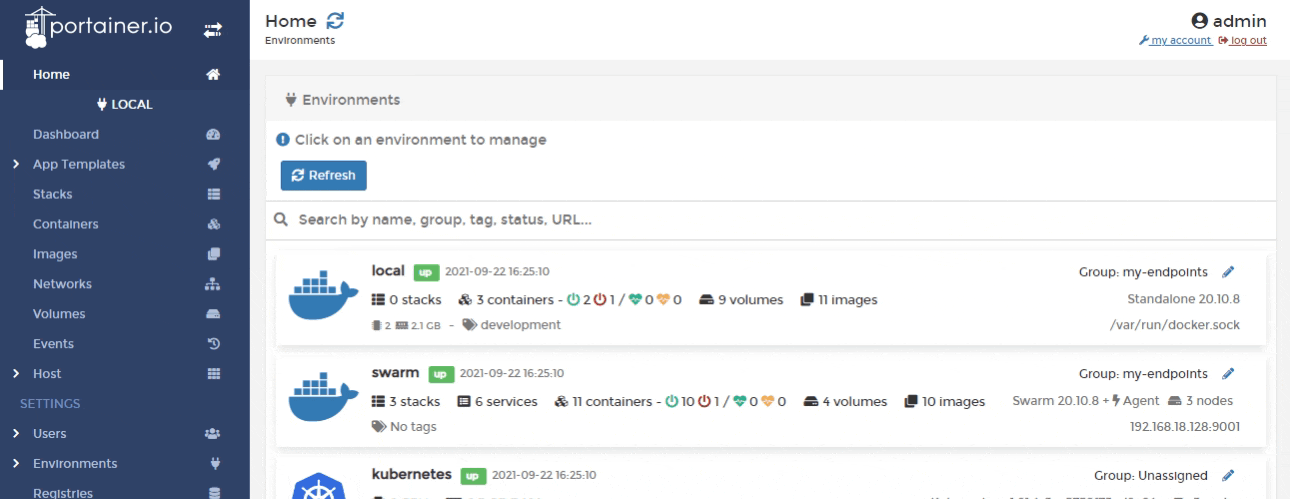 portainer.io
Home
LOCAL
Dashboard
App Templates
Stacks
Containers
Images
Networks
Volumes
Events
Host
SETTINGS
Users
Environments
Registries
Home
Environments
admin
my account log out
Environments
Click on an environment to manage
Refresh
Search by name, group, tag, status, URL...
local up 2021-09-22 16:25:10 Group: my-endpoints
0 stacks 3 containers - 2 1 / 0 0 9 volumes 11 images Standalone 20.10.8
2 2.1 GB - development /var/run/docker.sock
swarm up 2021-09-22 16:25:10 Group: my-endpoints
3 stacks 6 services 11 containers - 10 1 / 0 0 4 volumes 10 images Swarm 20.10.8 + Agent 3 nodes
No tags 192.168.18.128:9001
kubernetes up 2021-09-22 16:25:10 Group: Unassigned